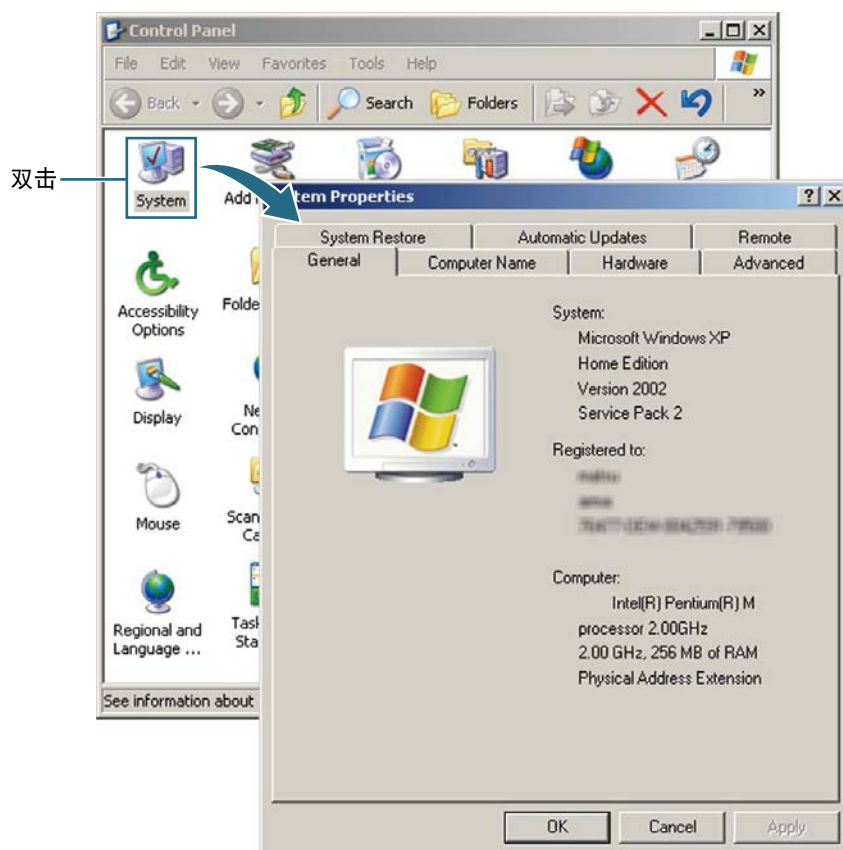 Control Panel
File Edit View Favorites Tools Help
Back Search Folders »
双击
System
Add
tem Properties
System Restore Automatic Updates Remote
General Computer Name Hardware Advanced
Accessibility
Options
Folde
Display
Ne
Con
Mouse
Scan
Ca
Regional and
Language ...
Task
Sta
See information about
System:
Microsoft Windows XP
Home Edition
Version 2002
Service Pack 2
Registered to:
Computer:
Intel(R) Pentium(R) M
processor 2.00GHz
2.00 GHz, 256 MB of RAM
Physical Address Extension
OK Cancel Apply